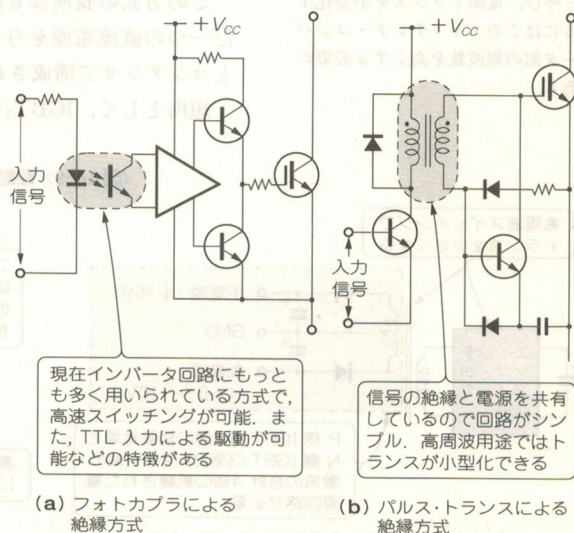 +VCC
入力
信号
現在インバータ回路にもっと
も多く用いられている方式で,
高速スイッチングが可能. ま
た, TTL 入力による駆動が可
能などの特徴がある
(a) フォトカプラによる
絶縁方式
+VCC
入力
信号
信号の絶縁と電源を共有
しているので回路がシン
プル. 高周波用途ではト
ランスが小型化できる
(b) パルス・トランスによる
絶縁方式